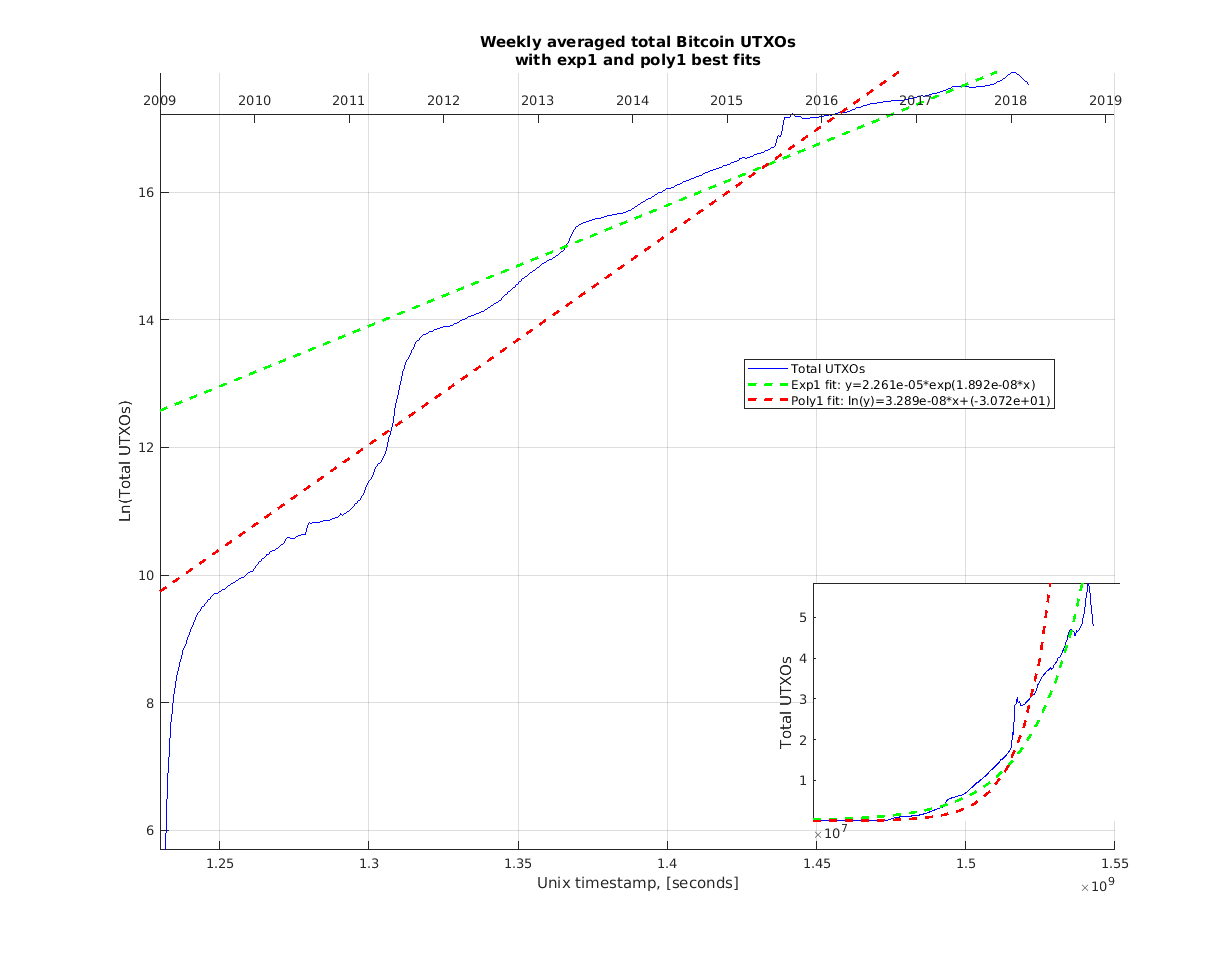 Weekly averaged total Bitcoin UTXOs
with exp1 and poly1 best fits
2009 2010 2011 2012 2013 2014 2015 2016 2017 2018 2019
16
14
12
10
8
6
Ln(Total UTXOs)
Total UTXOs
Exp1 fit: y=2.261e-05*exp(1.892e-08*x)
Poly1 fit: ln(y)=3.289e-08*x+(-3.072e+01)
5
4
3
2
1
Total UTXOs
×10^7
1.25 1.3 1.35 1.4 1.45 1.5 1.55
Unix timestamp, [seconds]
×10^9